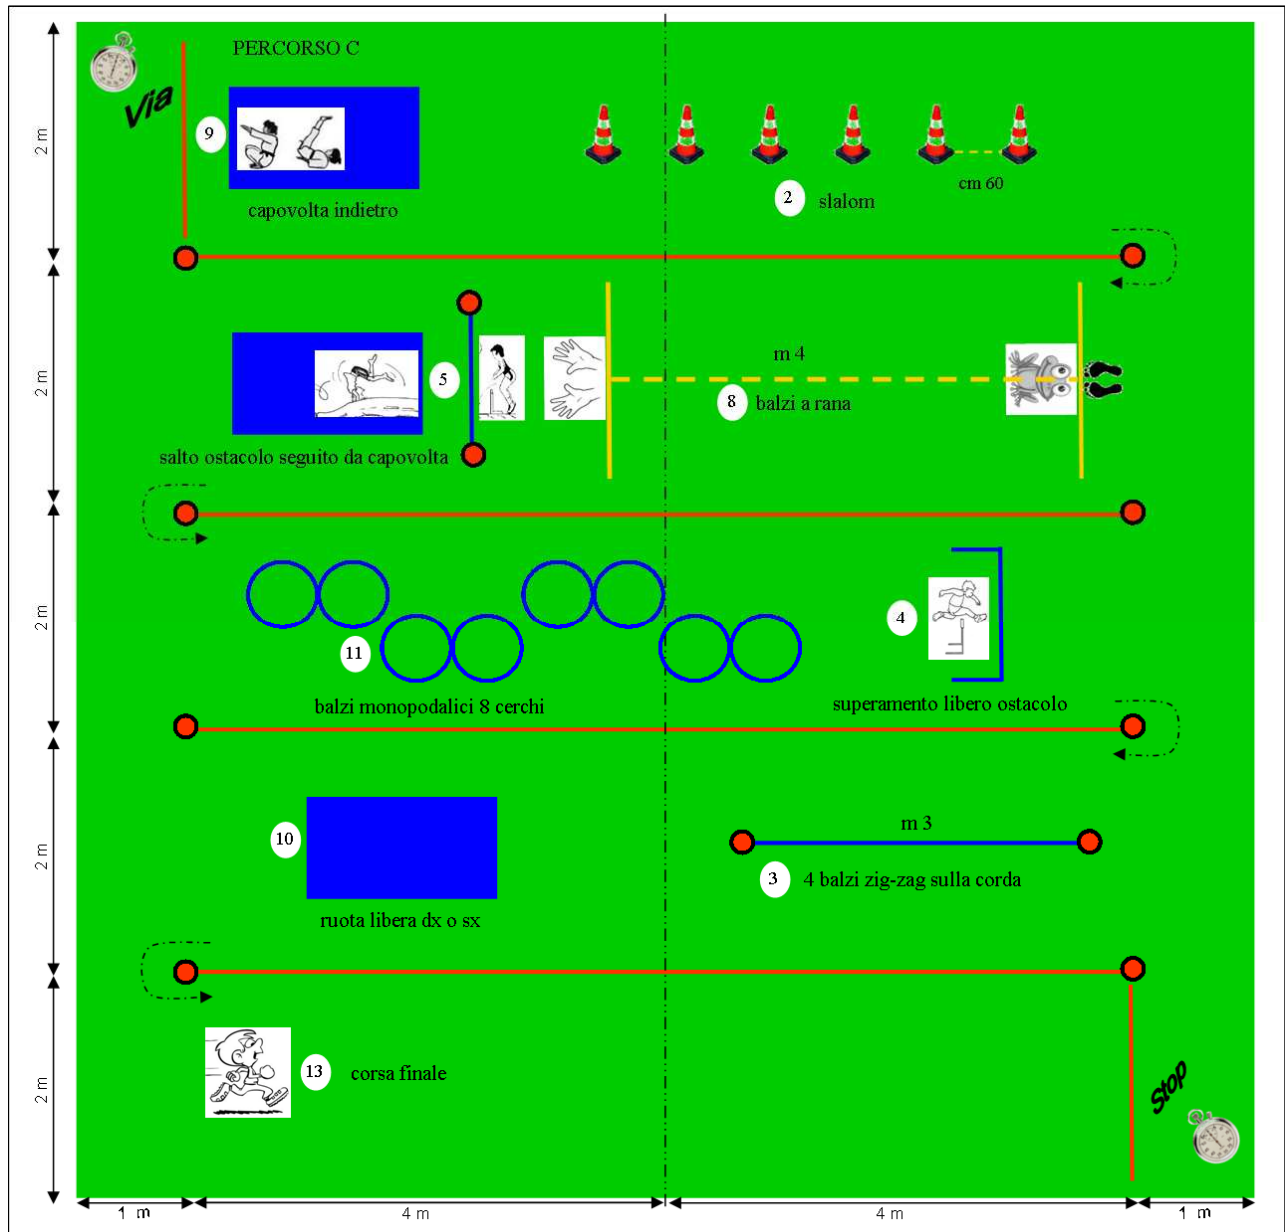 PERCORSO C
Via
9
capovolta indietro
cm 60
2
slalom
2 m
5
salto ostacolo seguito da capovolta
m 4
8
balzi a rana
2 m
11
balzi monopodalici 8 cerchi
4
superamento libero ostacolo
2 m
10
ruota libera dx o sx
m 3
3
4 balzi zig-zag sulla corda
2 m
13
corsa finale
Stop
2 m
1 m
4 m
4 m
1 m